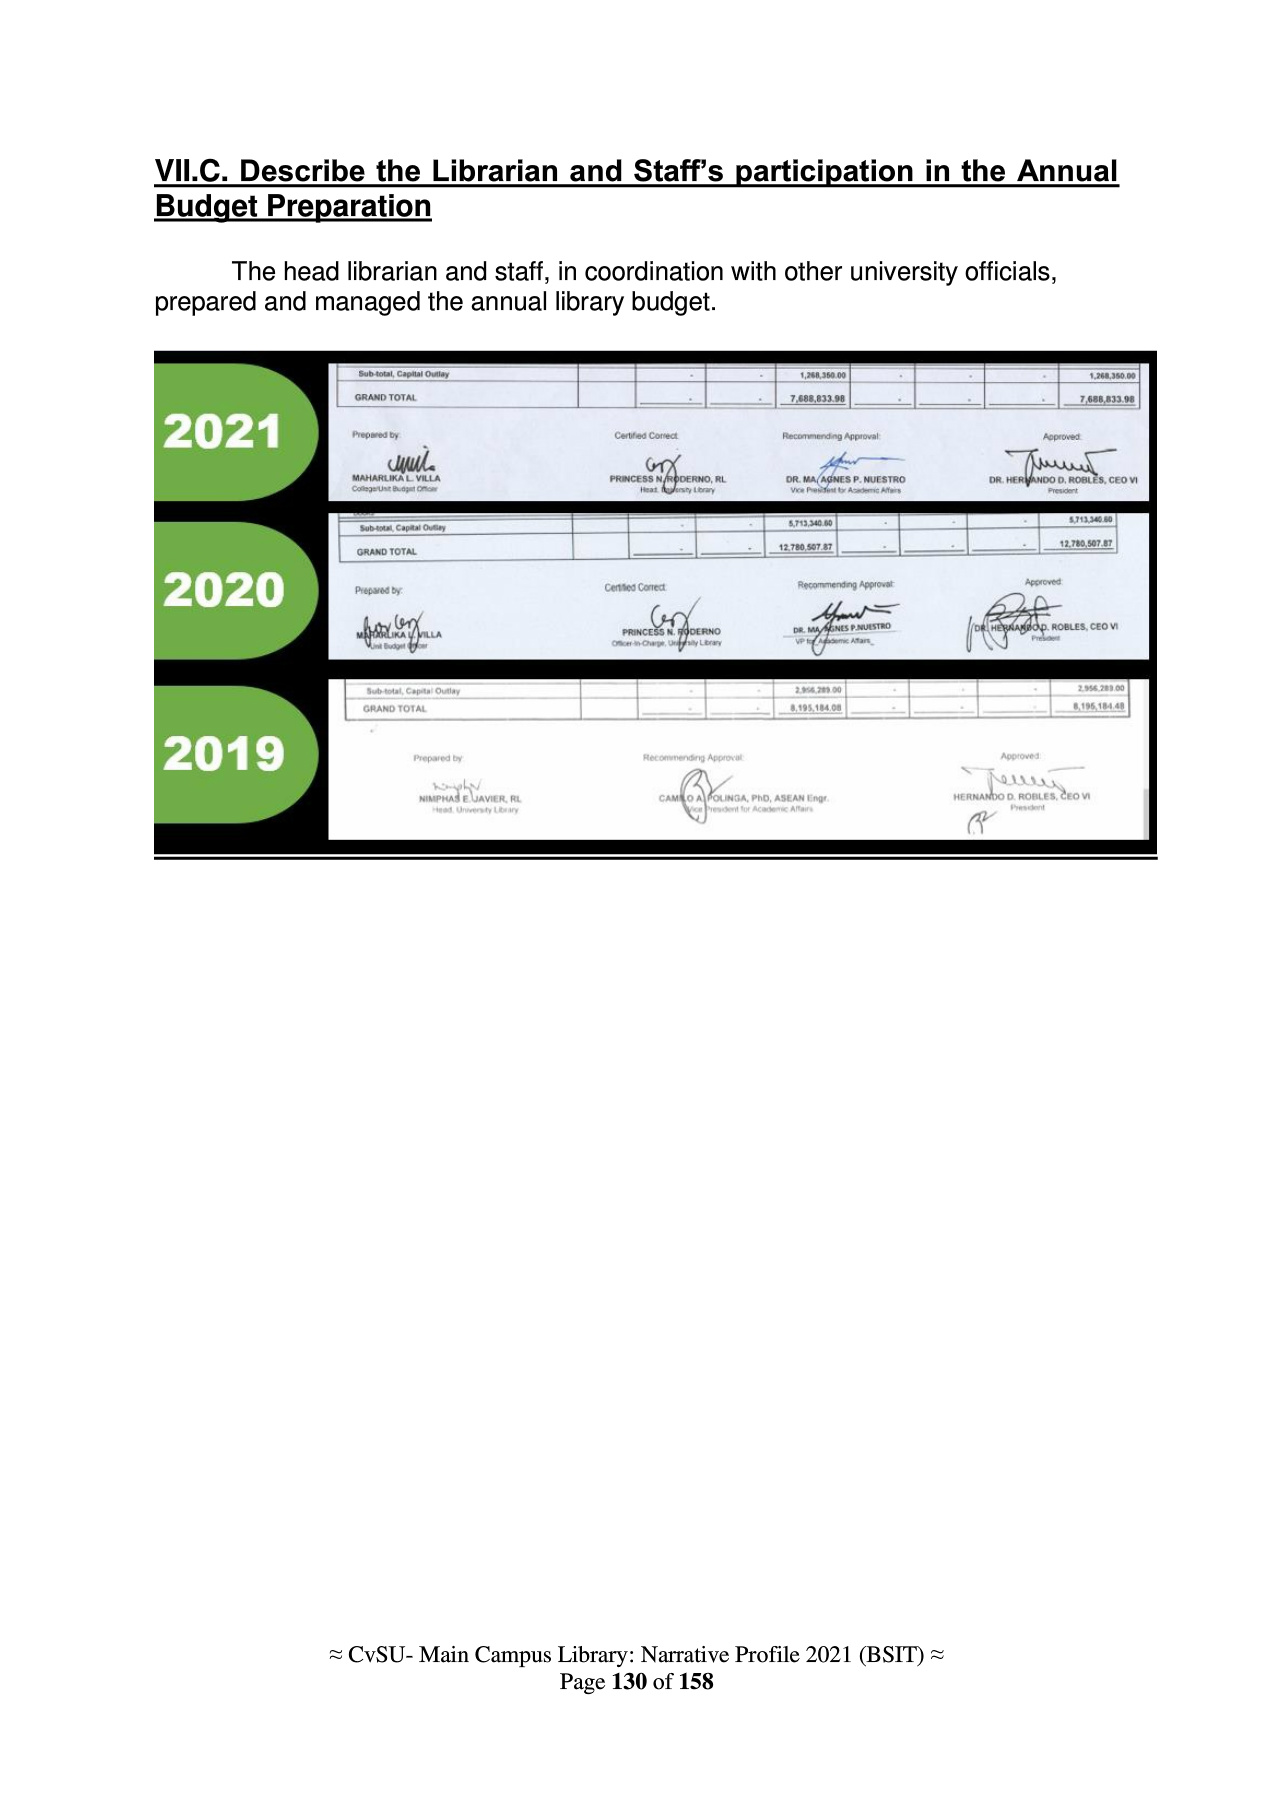 VII.C. Describe the Librarian and Staff’s participation in the Annual
Budget Preparation
The head librarian and staff, in coordination with other university officials,
prepared and managed the annual library budget.
2021
Sub-total, Capital Outlay - - 1,268,350.00 - - - 1,268,350.00
GRAND TOTAL - - 7,688,833.98 - - - 7,688,833.98
Prepared by: Certified Correct: Recommending Approval: Approved:
MAHARLIKA L. VILLA PRINCESS N. RODERNO, RL DR. MA. AGNES P. NUESTRO DR. HERNANDO D. ROBLES, CEO VI
College/Unit Budget Officer Head, University Library Vice President for Academic Affairs President
2020
Sub-total, Capital Outlay - - 5,713,340.60 - - - 5,713,340.60
GRAND TOTAL - - 12,780,507.87 - - - 12,780,507.87
Prepared by: Certified Correct: Recommending Approval: Approved:
MAHARLIKA L. VILLA PRINCESS N. RODERNO DR. MA. AGNES P.NUESTRO DR. HERNANDO D. ROBLES, CEO VI
Unit Budget Officer Officer-In-Charge, University Library VP for Academic Affairs President
2019
Sub-total, Capital Outlay - - 2,956,289.00 - - - 2,956,289.00
GRAND TOTAL - - 8,195,184.08 - - - 8,195,184.48
Prepared by: Recommending Approval: Approved:
NIMPHAS E. JAVIER, RL CAMILO A. POLINGA, PhD, ASEAN Engr. HERNANDO D. ROBLES, CEO VI
Head, University Library Vice President for Academic Affairs President
≈ CvSU- Main Campus Library: Narrative Profile 2021 (BSIT) ≈
Page 130 of 158